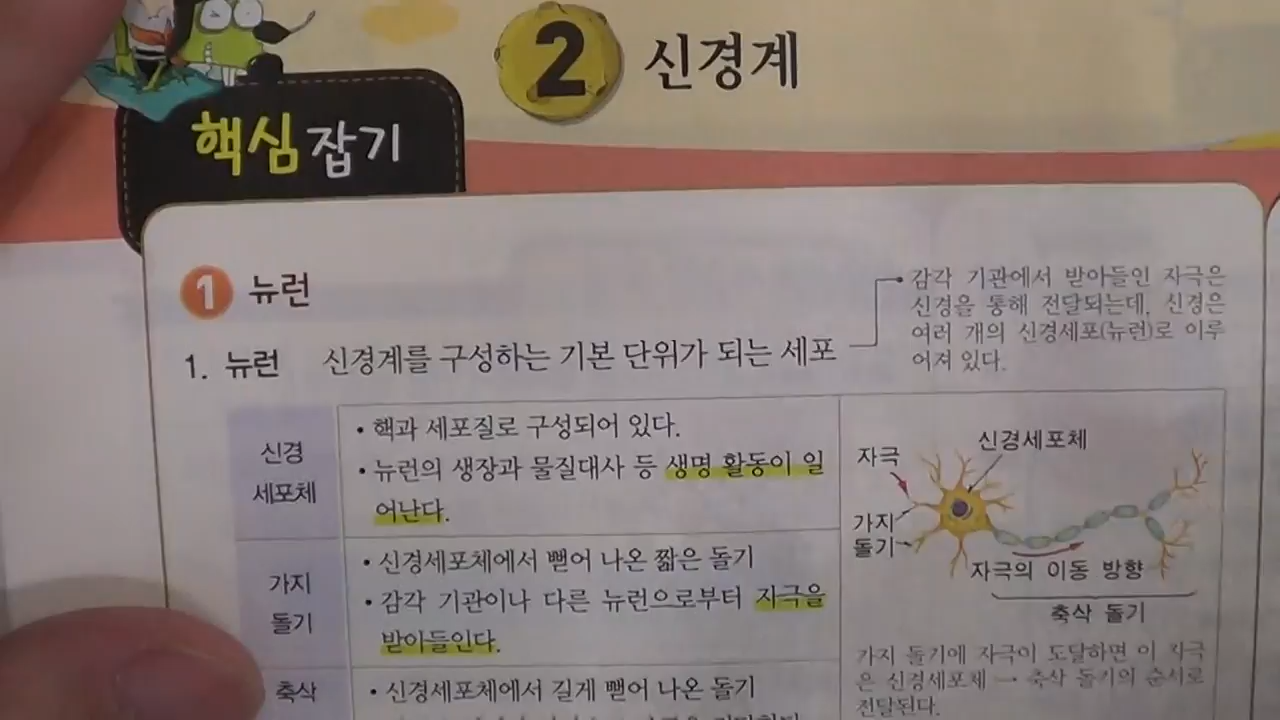 2 신경계
핵심 잡기
1 뉴런
감각 기관에서 받아들인 자극은
신경을 통해 전달되는데, 신경은
여러 개의 신경세포(뉴런)로 이루
어져 있다.
1. 뉴런 신경계를 구성하는 기본 단위가 되는 세포
신경
세포체
• 핵과 세포질로 구성되어 있다.
• 뉴런의 생장과 물질대사 등 생명 활동이 일
어난다.
가지
돌기
• 신경세포체에서 뻗어 나온 짧은 돌기
• 감각 기관이나 다른 뉴런으로부터 자극을
받아들인다.
축삭
• 신경세포체에서 길게 뻗어 나온 돌기
신경세포체
자극
가지
돌기
자극의 이동 방향
축삭 돌기
가지 돌기에 자극이 도달하면 이 자극
은 신경세포체 → 축삭 돌기의 순서로
전달된다.